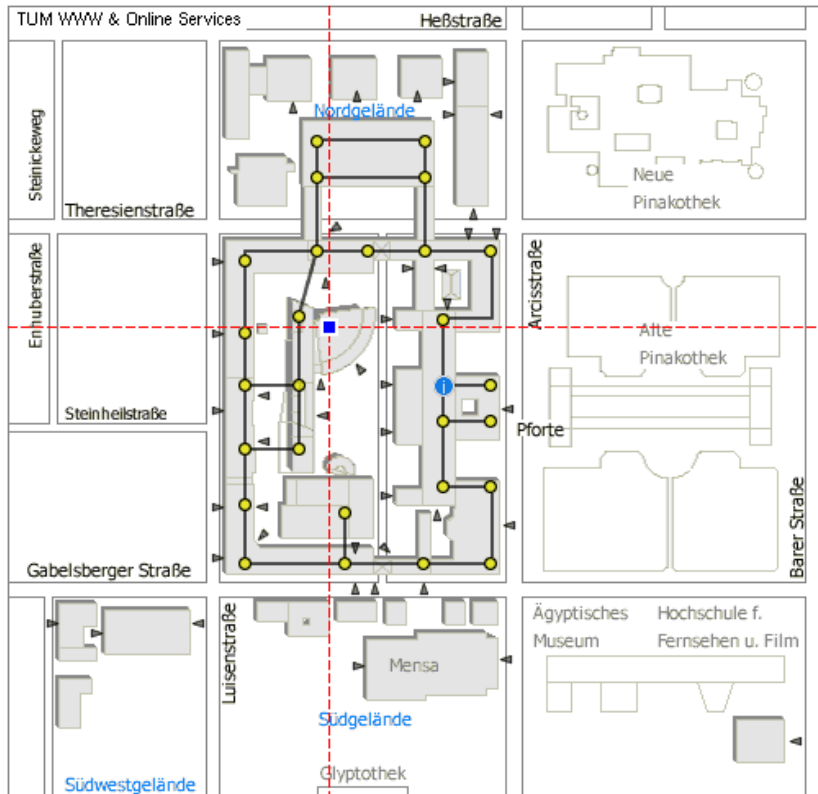 TUM WWW & Online Services
Heßstraße
Steinickeweg
Nordgelände
Neue
Pinakothek
Theresienstraße
Enhuberstraße
Arcisstraße
Alte
Pinakothek
Steinheilstraße
i
Pforte
Barer Straße
Gabelsberger Straße
Luisenstraße
Ägyptisches
Museum
Hochschule f.
Fernsehen u. Film
Mensa
Südgelände
Glyptothek
Südwestgelände